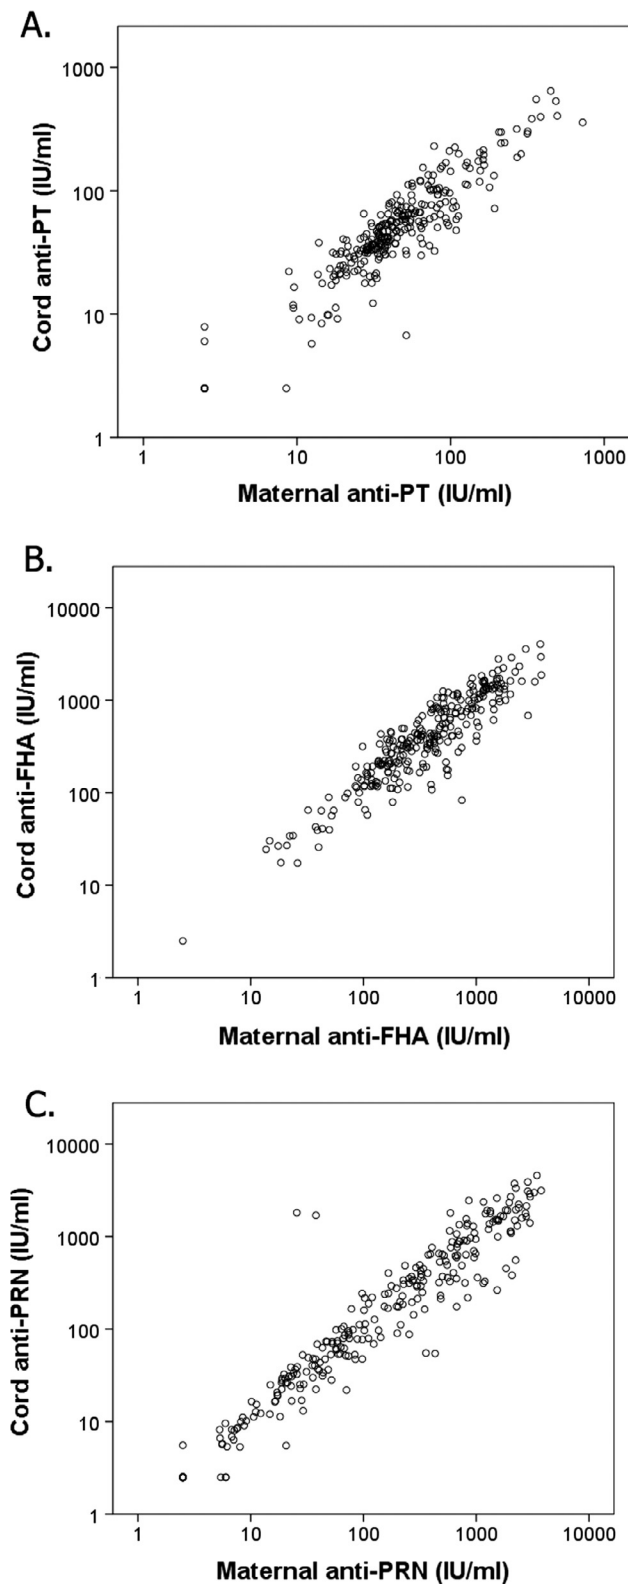 A.
1000
100
10
1
Cord anti-PT (IU/ml)
1 10 100 1000
Maternal anti-PT (IU/ml)
B.
10000
1000
100
10
1
Cord anti-FHA (IU/ml)
1 10 100 1000 10000
Maternal anti-FHA (IU/ml)
C.
10000
1000
100
10
1
Cord anti-PRN (IU/ml)
1 10 100 1000 10000
Maternal anti-PRN (IU/ml)